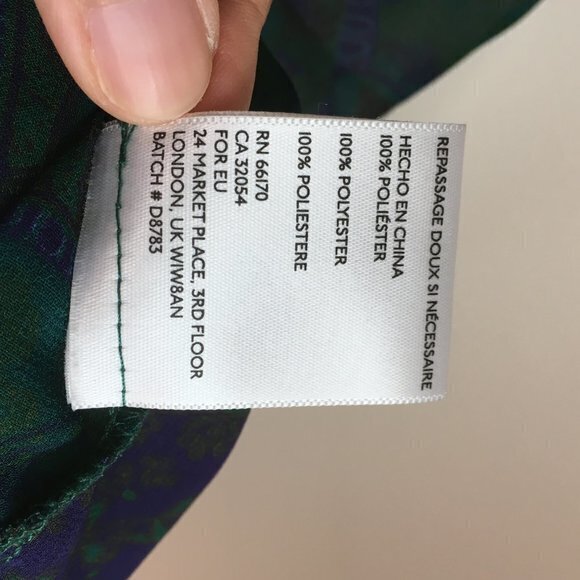 REPASSAGE DOUX SI NÉCESSAIRE
HECHO EN CHINA
100% POLIÉSTER
100% POLYESTER
100% POLIESTERE
RN 66170
CA 32054
FOR EU
24 MARKET PLACE, 3RD FLOOR
LONDON, UK W1W8AN
BATCH # D8783